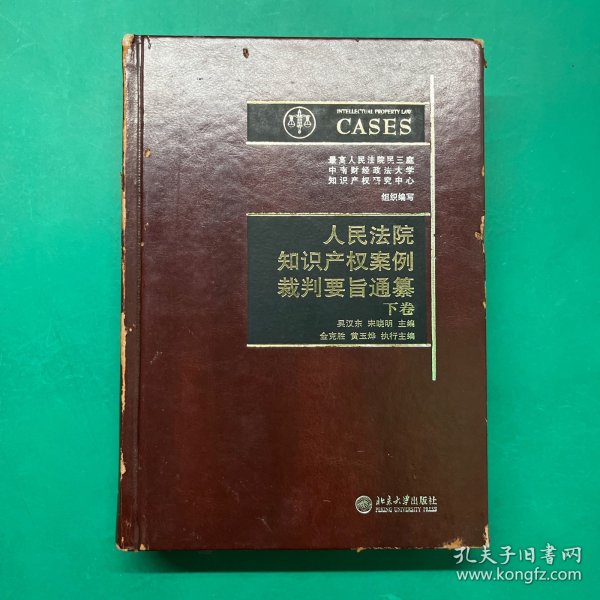 INTELLECTUAL PROPERTY LAW
CASES
最高人民法院民三庭
中南财经政法大学
知识产权研究中心
组织编写
人民法院
知识产权案例
裁判要旨通纂
下卷
吴汉东 宋晓明 主编
金克胜 黄玉烨 执行主编
北京大学出版社
PEKING UNIVERSITY PRESS
孔夫子旧书网
www.kongfz.com